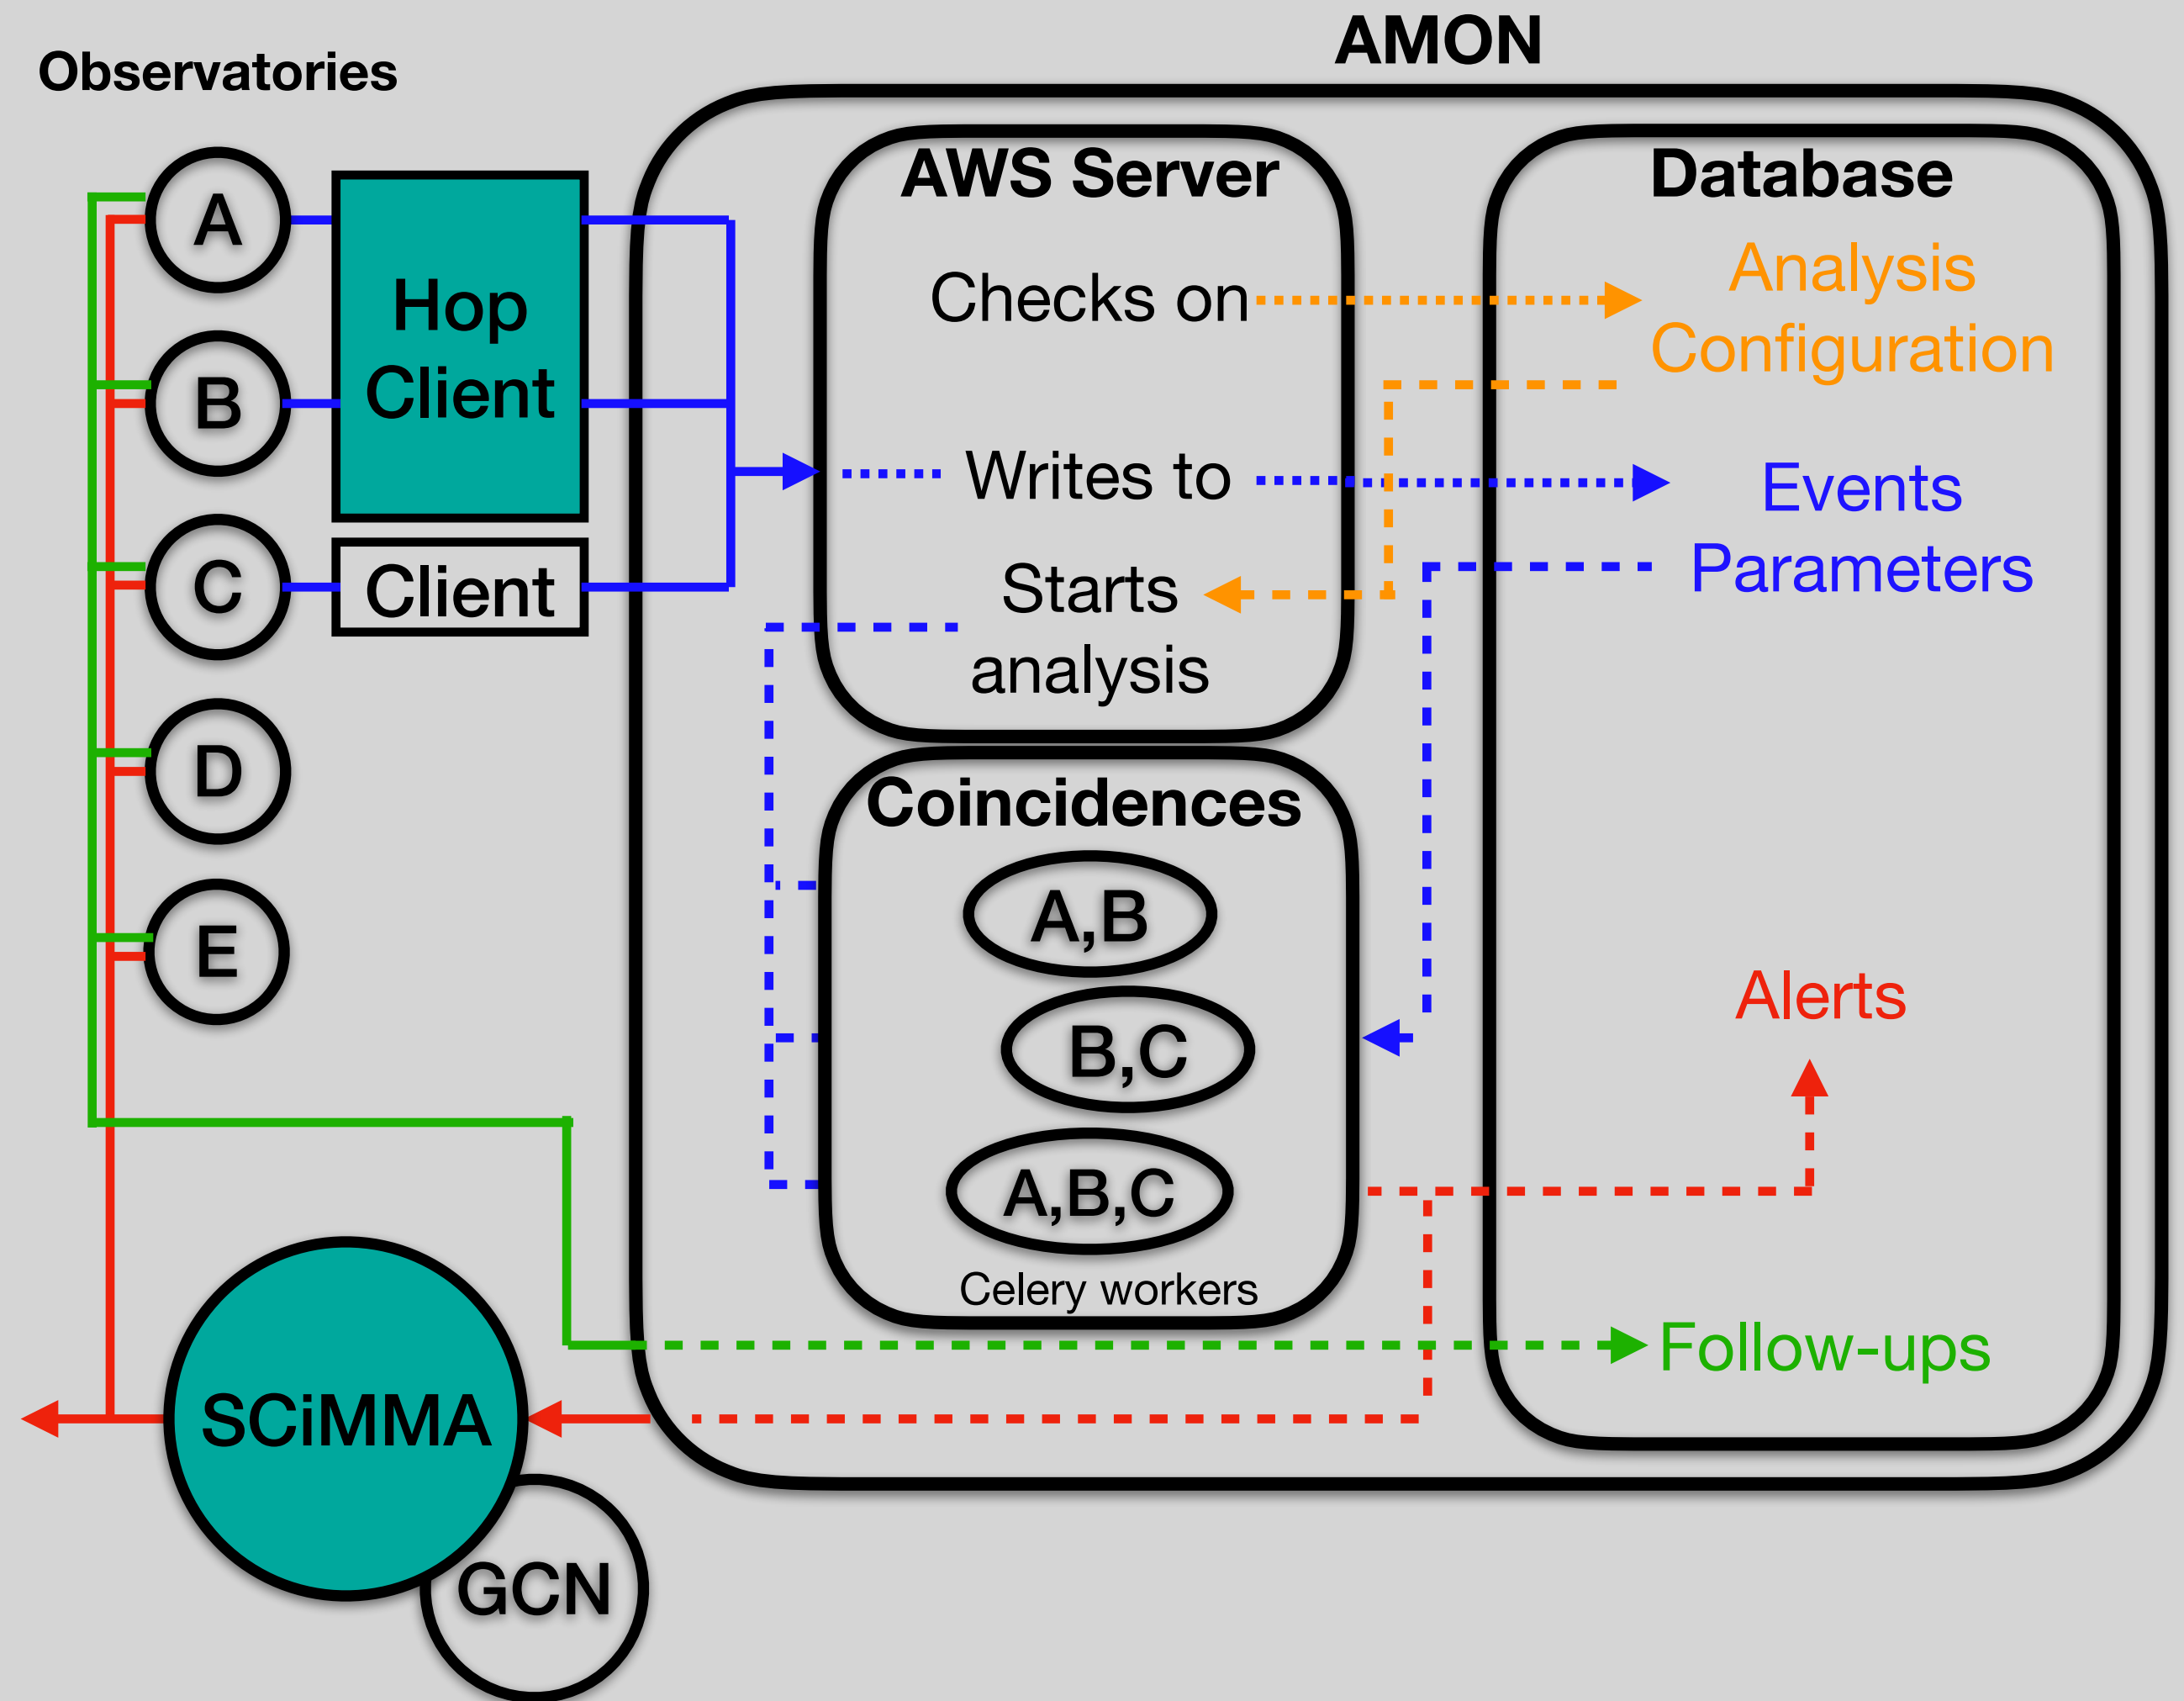 AMON
Observatories
A
B
C
D
E
Hop
Client
Client
AWS Server
Checks on
Writes to
Starts
analysis
Coincidences
A,B
B,C
A,B,C
Celery workers
Database
Analysis
Configuration
Events
Parameters
Alerts
Follow-ups
SCiMMA
GCN